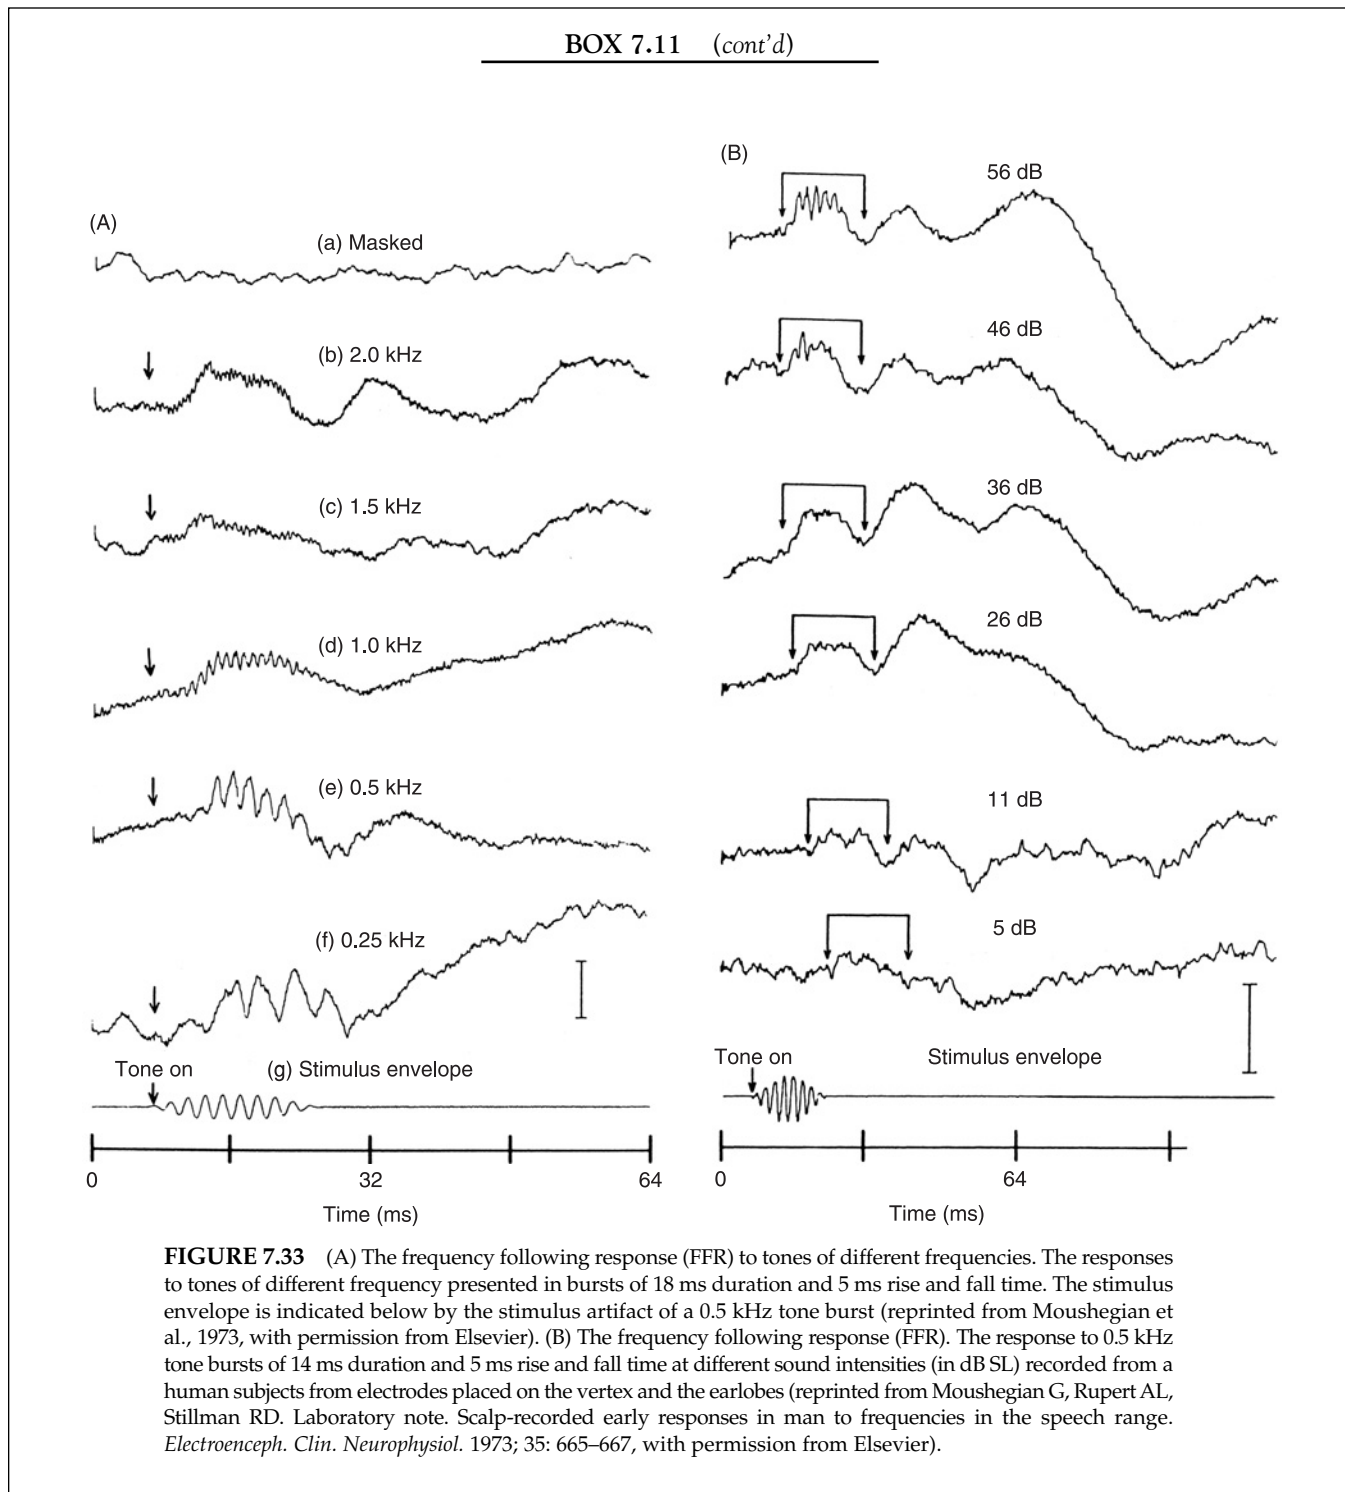 BOX 7.11 (cont'd)
(A)
(a) Masked
(b) 2.0 kHz
(c) 1.5 kHz
(d) 1.0 kHz
(e) 0.5 kHz
(f) 0.25 kHz
Tone on
(g) Stimulus envelope
0
32
64
Time (ms)
(B)
56 dB
46 dB
36 dB
26 dB
11 dB
5 dB
Tone on
Stimulus envelope
0
64
Time (ms)
FIGURE 7.33 (A) The frequency following response (FFR) to tones of different frequencies. The responses
to tones of different frequency presented in bursts of 18 ms duration and 5 ms rise and fall time. The stimulus
envelope is indicated below by the stimulus artifact of a 0.5 kHz tone burst (reprinted from Moushegian et
al., 1973, with permission from Elsevier). (B) The frequency following response (FFR). The response to 0.5 kHz
tone bursts of 14 ms duration and 5 ms rise and fall time at different sound intensities (in dB SL) recorded from a
human subjects from electrodes placed on the vertex and the earlobes (reprinted from Moushegian G, Rupert AL,
Stillman RD. Laboratory note. Scalp-recorded early responses in man to frequencies in the speech range.
Electroenceph. Clin. Neurophysiol. 1973; 35: 665–667, with permission from Elsevier).